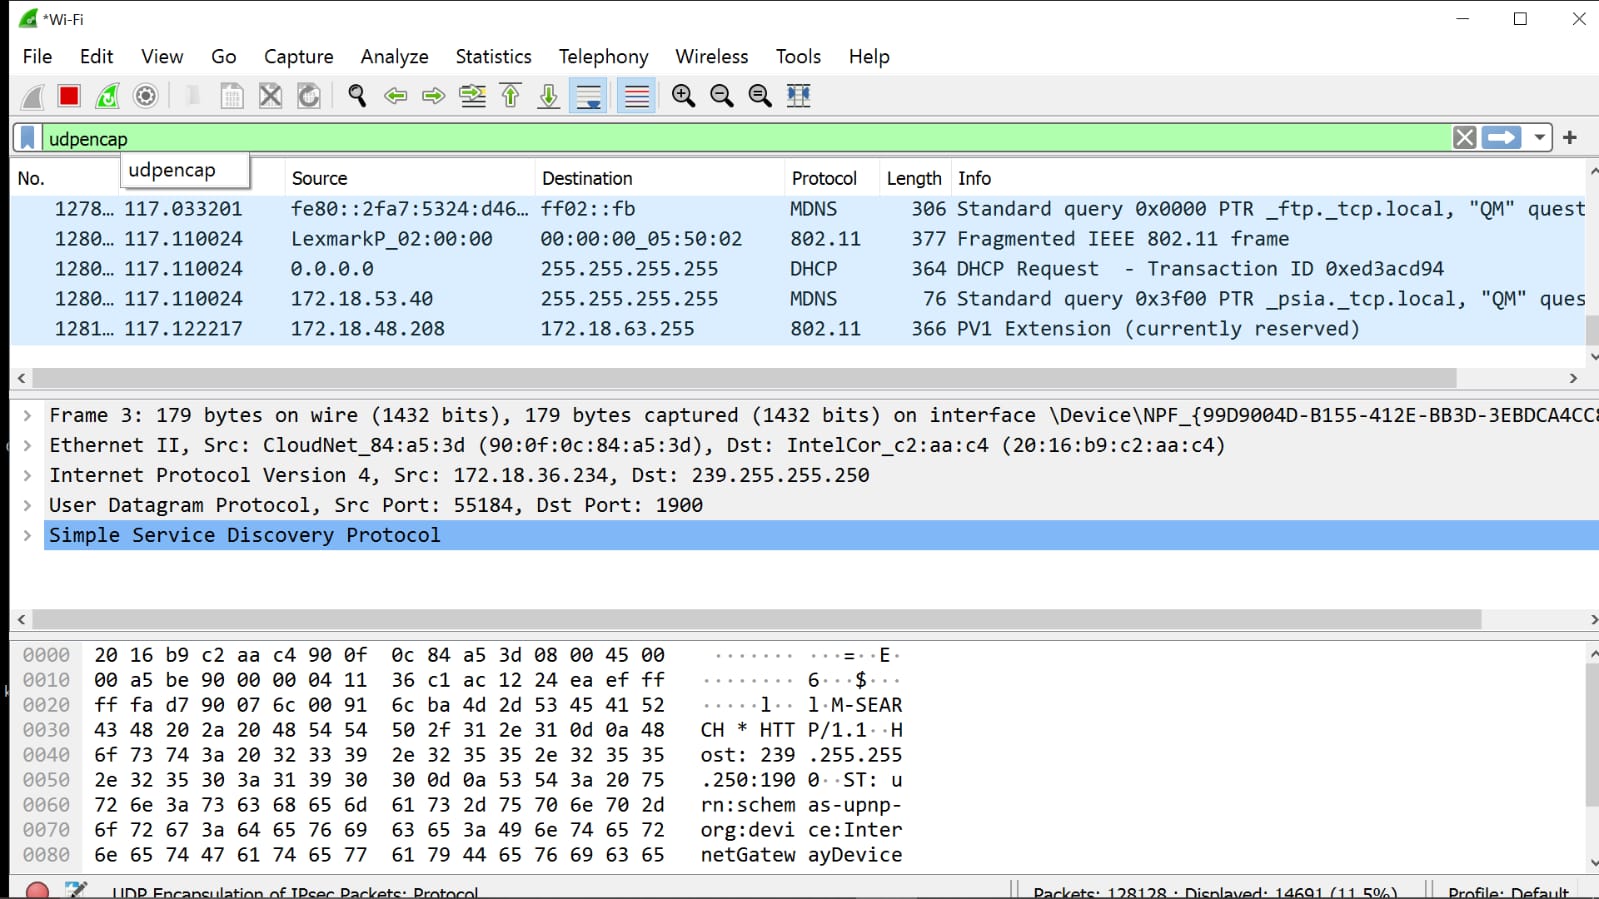 *Wi-Fi
File Edit View Go Capture Analyze Statistics Telephony Wireless Tools Help
udpencap
udpencap
No. Source Destination Protocol Length Info
1278… 117.033201 fe80::2fa7:5324:d46… ff02::fb MDNS 306 Standard query 0x0000 PTR _ftp._tcp.local, "QM" quest
1280… 117.110024 LexmarkP_02:00:00 00:00:00_05:50:02 802.11 377 Fragmented IEEE 802.11 frame
1280… 117.110024 0.0.0.0 255.255.255.255 DHCP 364 DHCP Request - Transaction ID 0xed3acd94
1280… 117.110024 172.18.53.40 255.255.255.255 MDNS 76 Standard query 0x3f00 PTR _psia._tcp.local, "QM" ques
1281… 117.122217 172.18.48.208 172.18.63.255 802.11 366 PV1 Extension (currently reserved)
Frame 3: 179 bytes on wire (1432 bits), 179 bytes captured (1432 bits) on interface \Device\NPF_{99D9004D-B155-412E-BB3D-3EBDCA4CC8
Ethernet II, Src: CloudNet_84:a5:3d (90:0f:0c:84:a5:3d), Dst: IntelCor_c2:aa:c4 (20:16:b9:c2:aa:c4)
Internet Protocol Version 4, Src: 172.18.36.234, Dst: 239.255.255.250
User Datagram Protocol, Src Port: 55184, Dst Port: 1900
Simple Service Discovery Protocol
0000 20 16 b9 c2 aa c4 90 0f 0c 84 a5 3d 08 00 45 00 ······· ···=··E·
0010 00 a5 be 90 00 00 04 11 36 c1 ac 12 24 ea ef ff ········ 6···$···
0020 ff fa d7 90 07 6c 00 91 6c ba 4d 2d 53 45 41 52 ·····l·· l·M-SEAR
0030 43 48 20 2a 20 48 54 54 50 2f 31 2e 31 0d 0a 48 CH * HTT P/1.1··H
0040 6f 73 74 3a 20 32 33 39 2e 32 35 35 2e 32 35 35 ost: 239 .255.255
0050 2e 32 35 30 3a 31 39 30 30 0d 0a 53 54 3a 20 75 .250:190 0··ST: u
0060 72 6e 3a 73 63 68 65 6d 61 73 2d 75 70 6e 70 2d rn:schem as-upnp-
0070 6f 72 67 3a 64 65 76 69 63 65 3a 49 6e 74 65 72 org:devi ce:Inter
0080 6e 65 74 47 61 74 65 77 61 79 44 65 76 69 63 65 netGatew ayDevice
UDP Encapsulation of IPsec Packets: Protocol Packets: 128128 · Displayed: 14691 (11.5%) Profile: Default